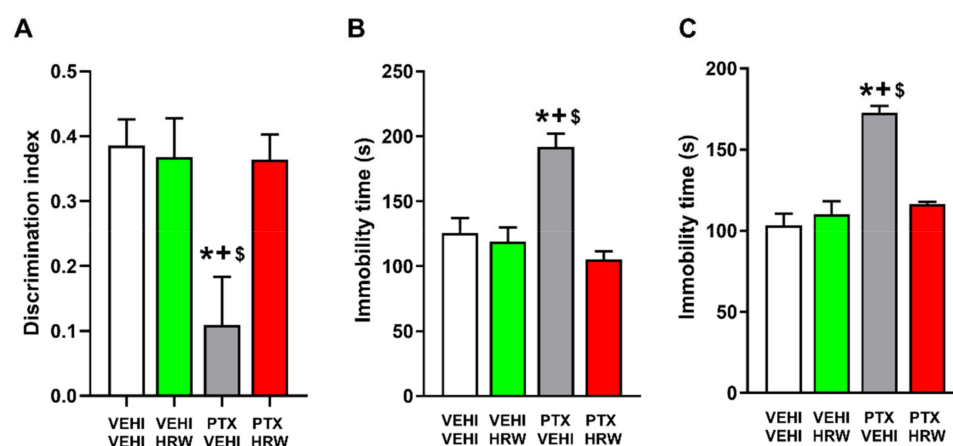 A
Discrimination index
0.5
0.4
0.3
0.2
0.1
0.0
*+$
VEHI VEHI PTX PTX
VEHI HRW VEHI HRW
B
Immobility time (s)
250
200
150
100
50
0
*+$
VEHI VEHI PTX PTX
VEHI HRW VEHI HRW
C
Immobility time (s)
200
150
100
50
0
*+$
VEHI VEHI PTX PTX
VEHI HRW VEHI HRW